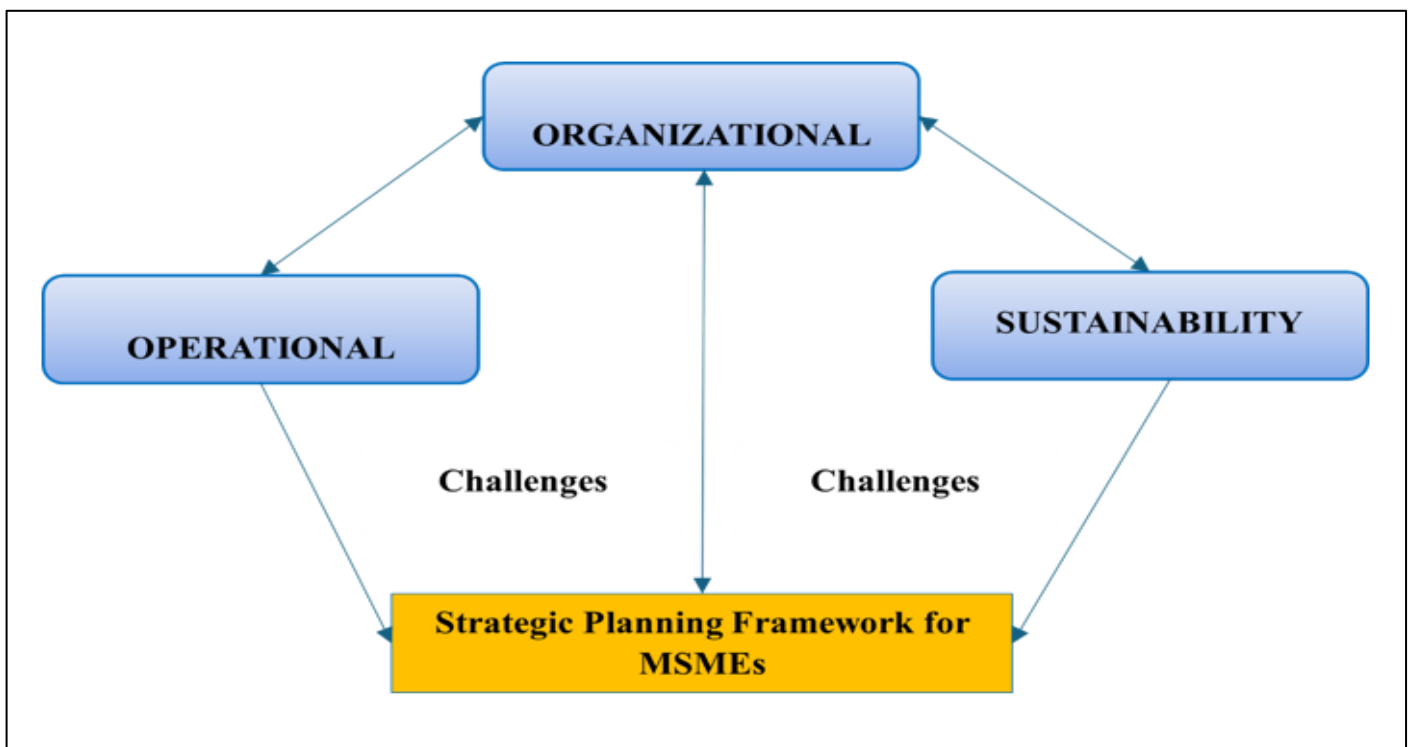 ORGANIZATIONAL
OPERATIONAL
SUSTAINABILITY
Challenges
Challenges
Strategic Planning Framework for
MSMEs